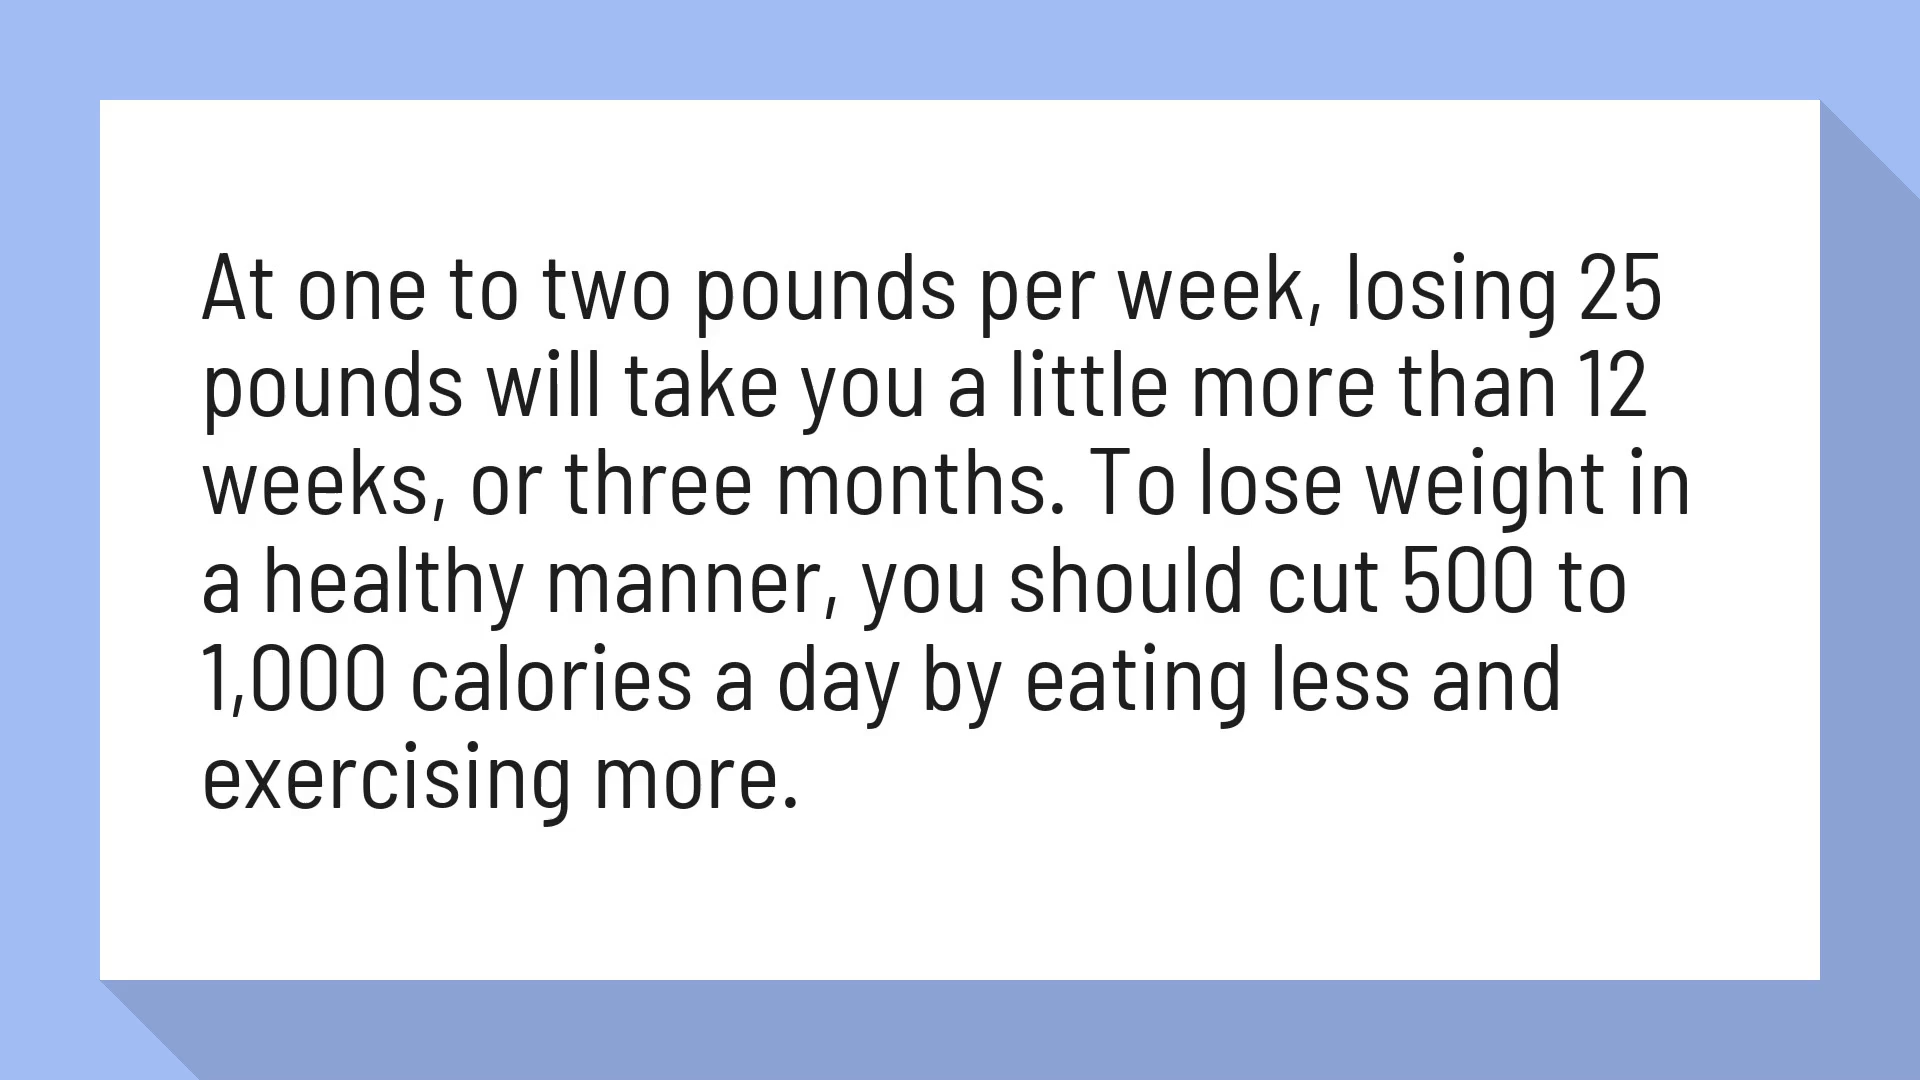 At one to two pounds per week, losing 25
pounds will take you a little more than 12
weeks, or three months. To lose weight in
a healthy manner, you should cut 500 to
1,000 calories a day by eating less and
exercising more.